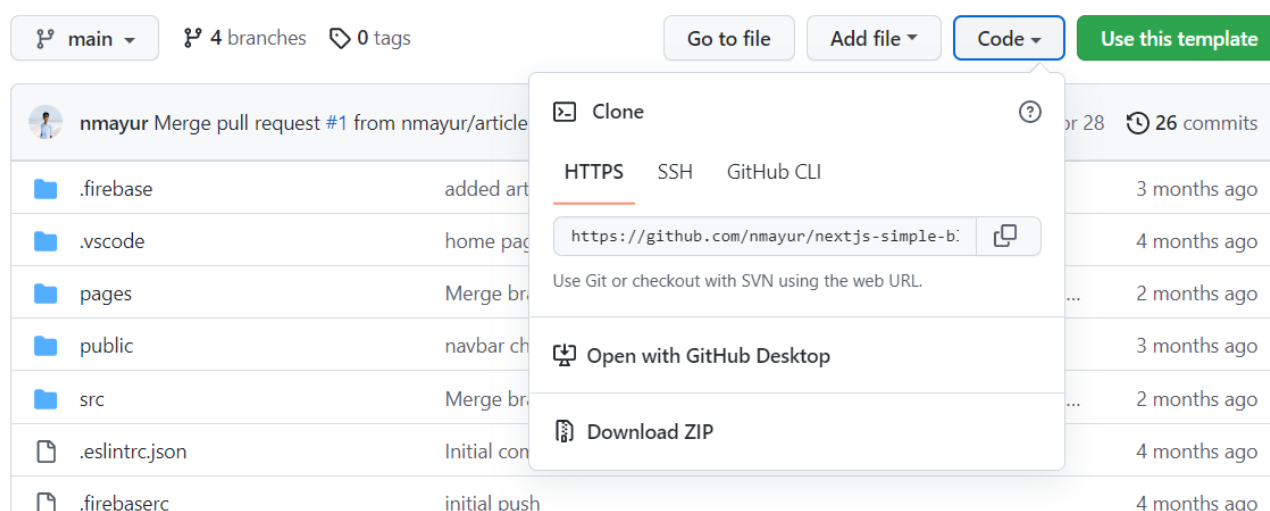 main 4 branches 0 tags Go to file Add file Code Use this template
nmayur Merge pull request #1 from nmayur/article 28 26 commits
Clone
HTTPS SSH GitHub CLI
https://github.com/nmayur/nextjs-simple-b
Use Git or checkout with SVN using the web URL.
Open with GitHub Desktop
Download ZIP
.firebase added art 3 months ago
.vscode home pag 4 months ago
pages Merge bra ... 2 months ago
public navbar ch 3 months ago
src Merge bra ... 2 months ago
.eslintrc.json Initial com 4 months ago
.firebaserc initial push 4 months ago